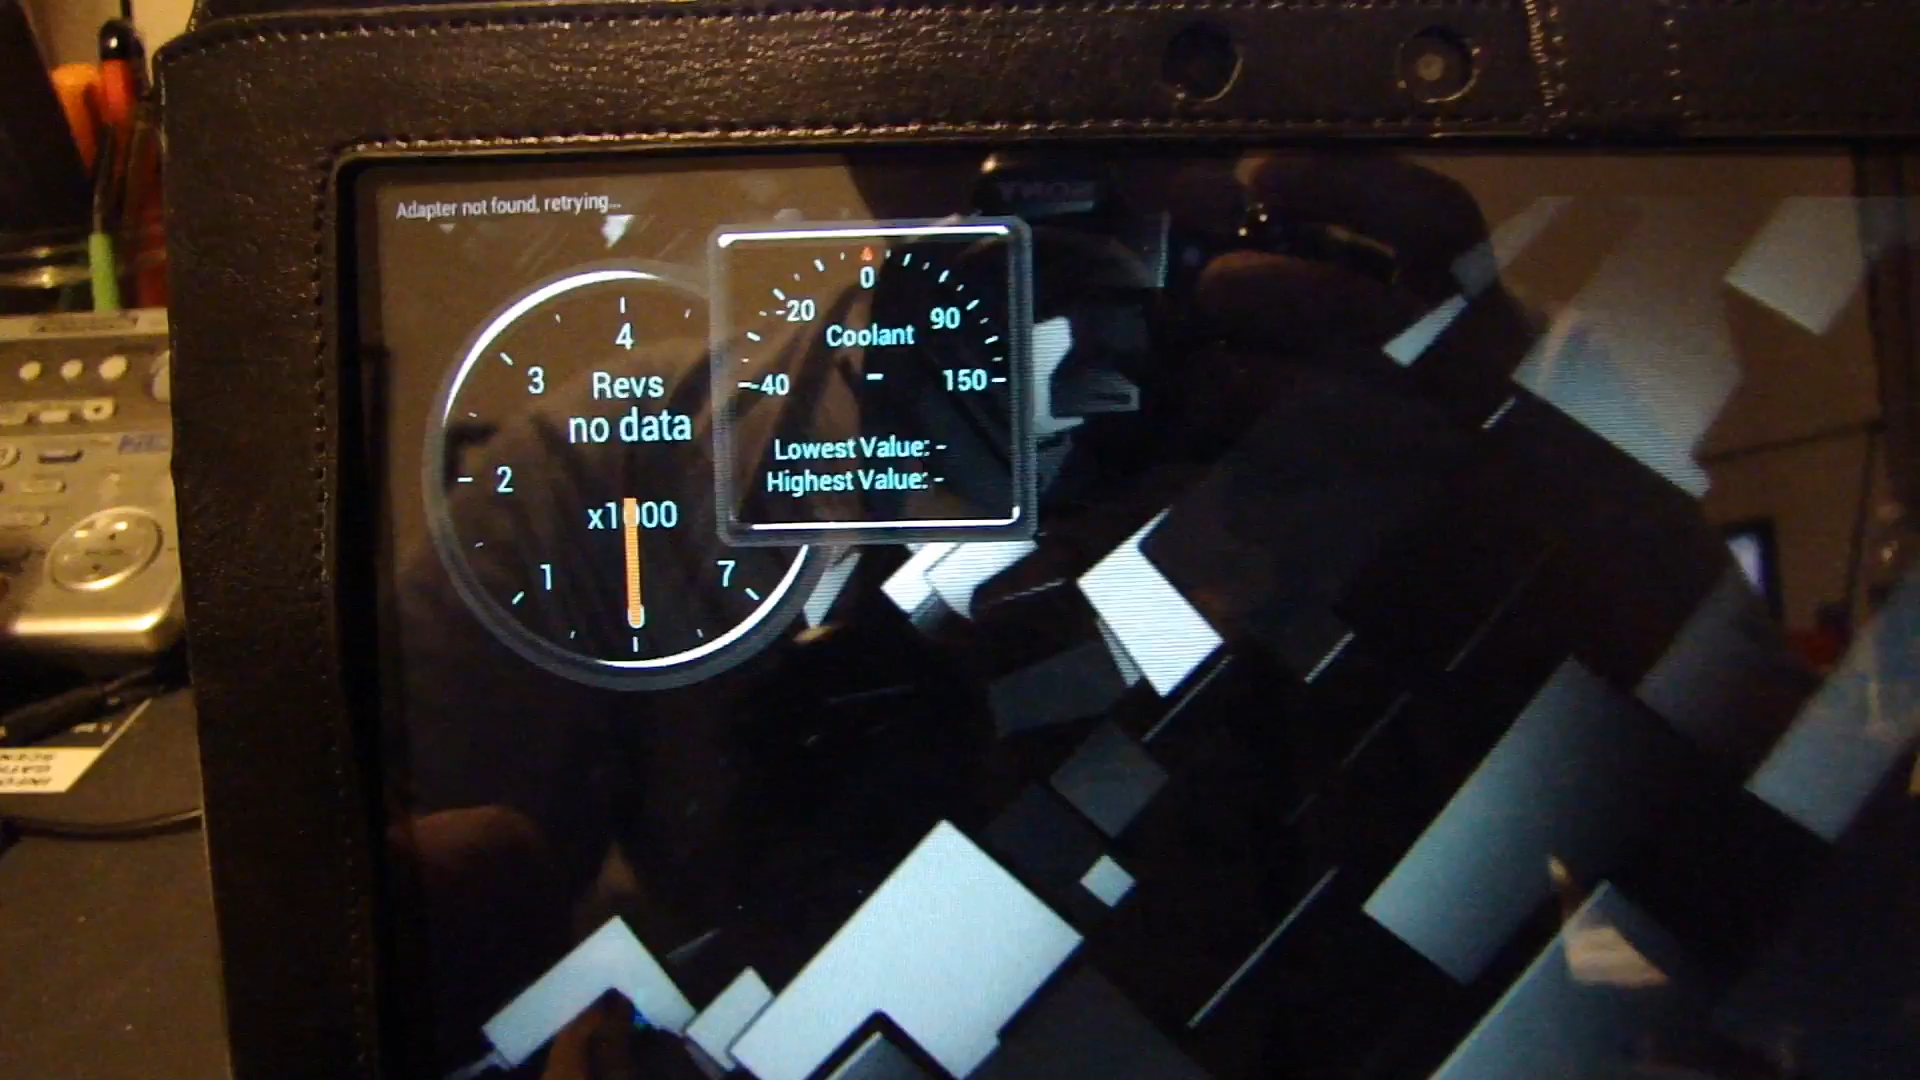 Adapter not found, retrying...
4
3
Revs
no data
2
x1000
1
7
0
-20
90
Coolant
-40
-
150
Lowest Value: -
Highest Value: -
SONY